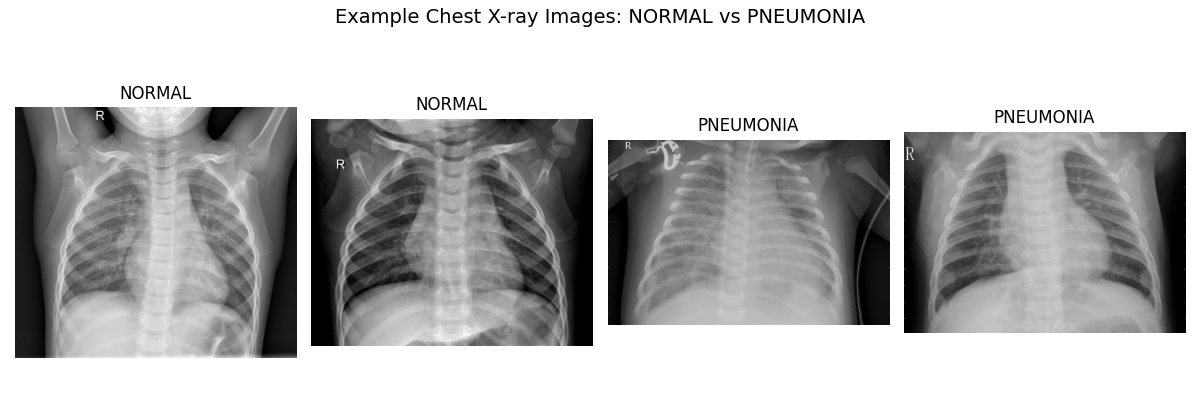 Example Chest X-ray Images: NORMAL vs PNEUMONIA
NORMAL
R
NORMAL
R
PNEUMONIA
R
PNEUMONIA
R